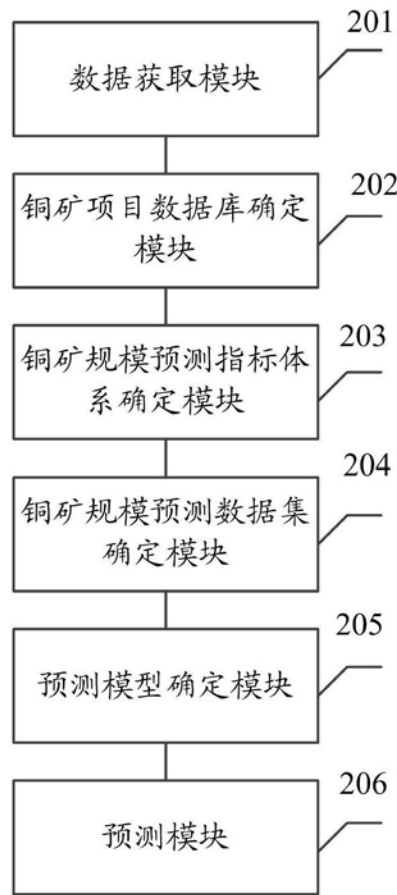 201
数据获取模块
202
铜矿项目数据库确定
模块
203
铜矿规模预测指标体
系确定模块
204
铜矿规模预测数据集
确定模块
205
预测模型确定模块
206
预测模块